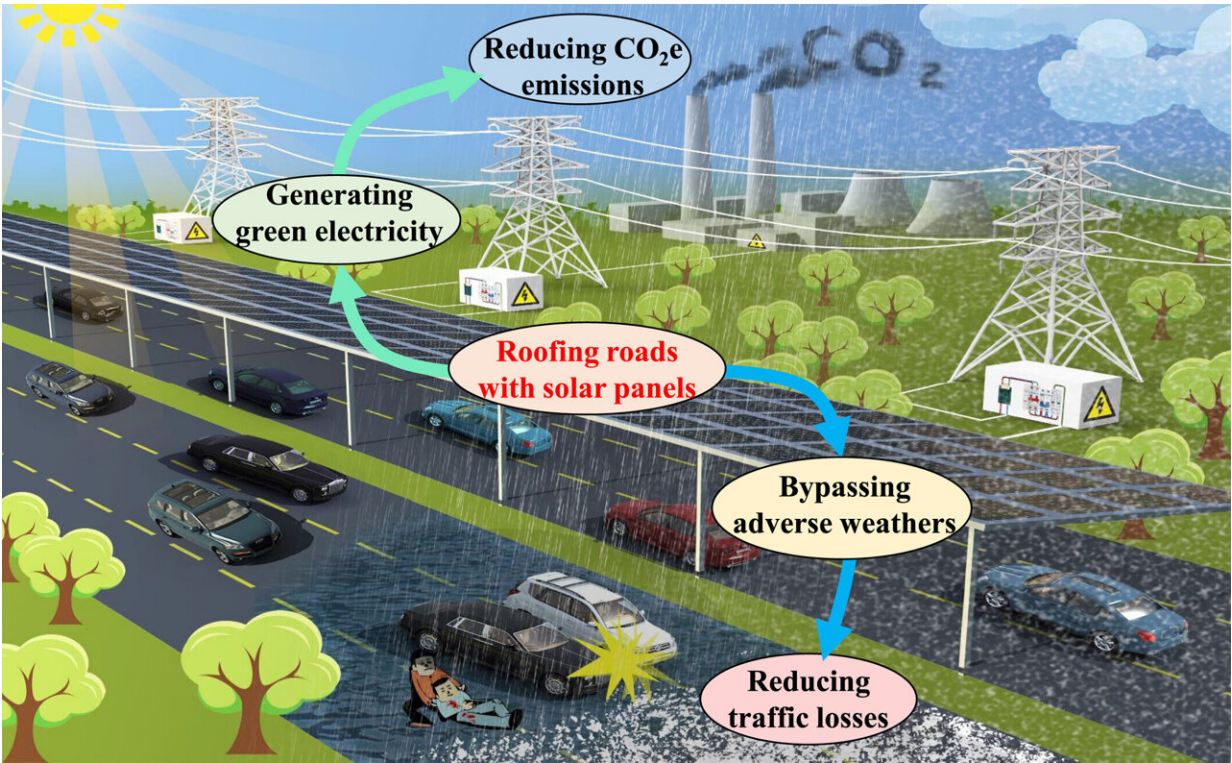 Reducing CO₂e
emissions
CO₂
Generating
green electricity
Roofing roads
with solar panels
Bypassing
adverse weathers
Reducing
traffic losses